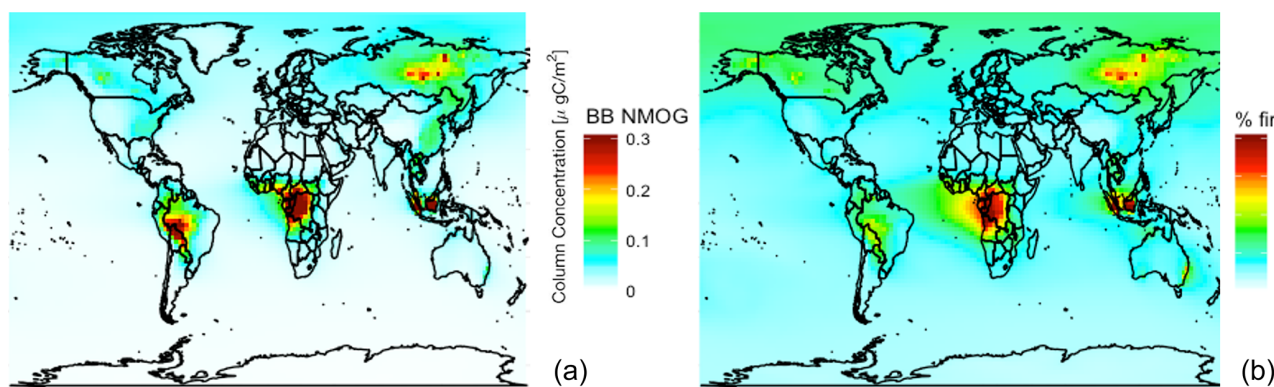 Column Concentration [μ gC/m²]
BB NMOG
0.3
0.2
0.1
0
(a)
% fir
(b)